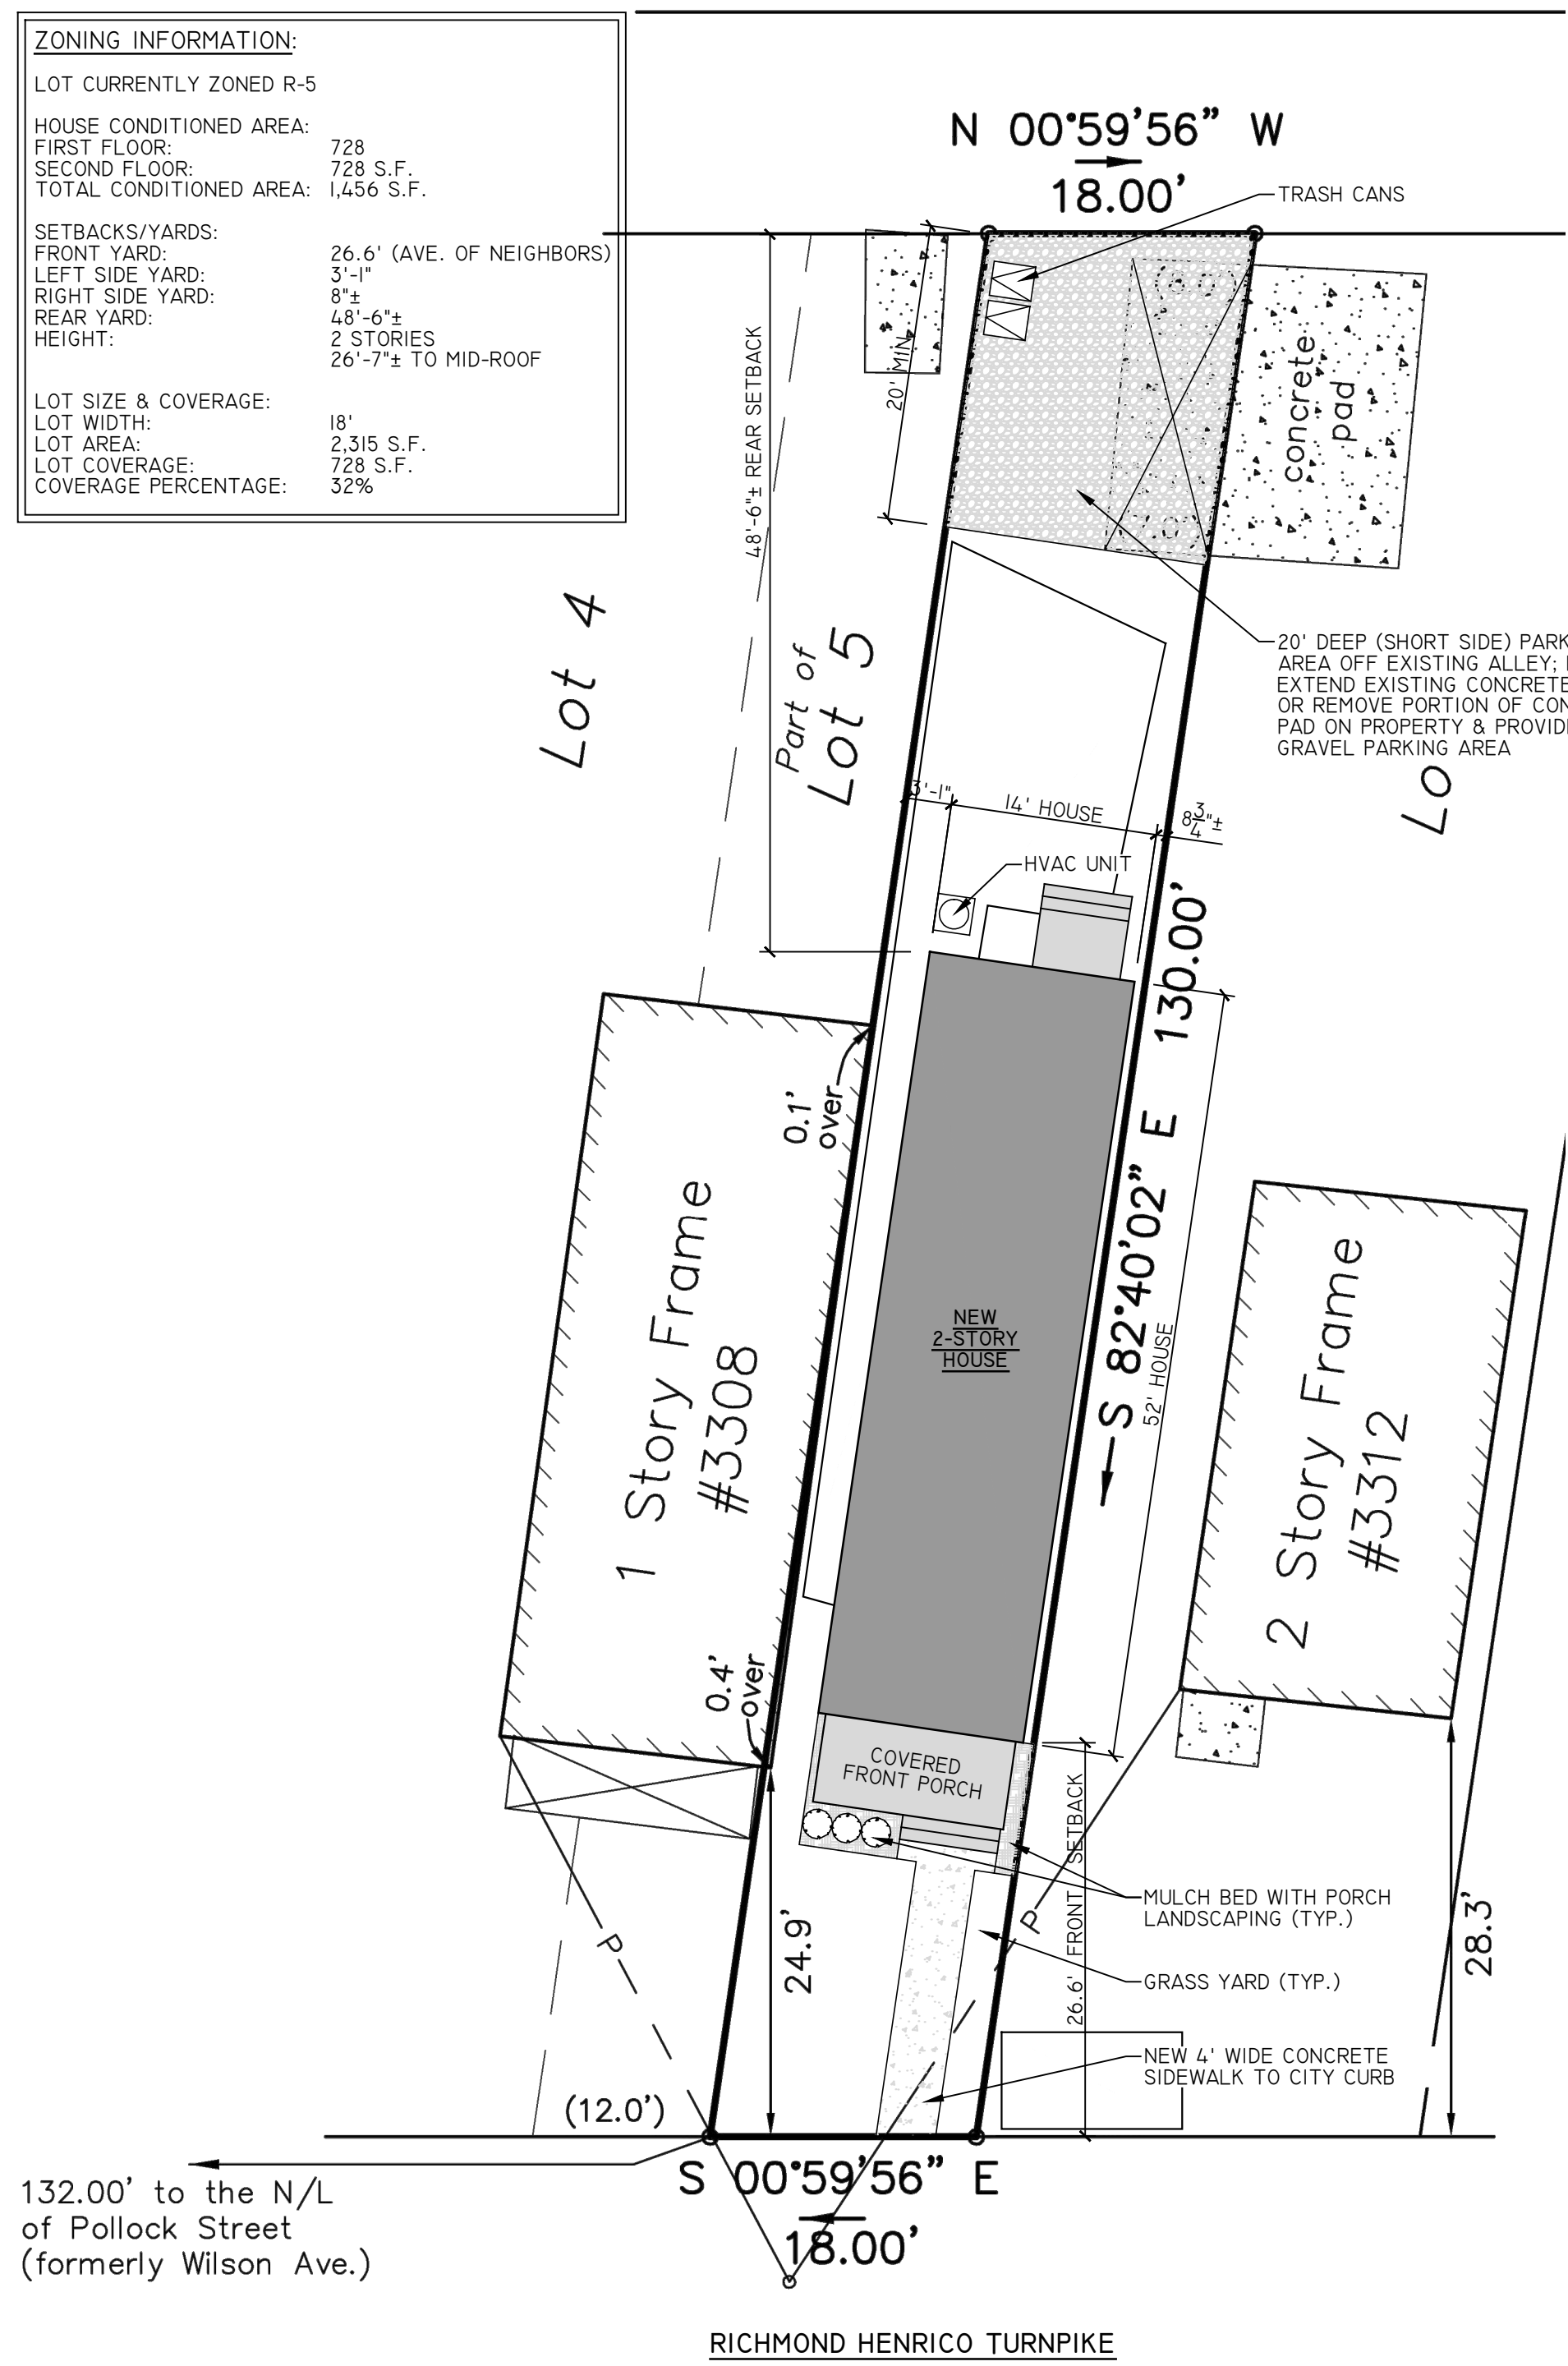 ZONING INFORMATION:
LOT CURRENTLY ZONED R-5
HOUSE CONDITIONED AREA:
FIRST FLOOR: 728
SECOND FLOOR: 728 S.F.
TOTAL CONDITIONED AREA: 1,456 S.F.
SETBACKS/YARDS:
FRONT YARD: 26.6' (AVE. OF NEIGHBORS)
LEFT SIDE YARD: 3'-1"
RIGHT SIDE YARD: 8"±
REAR YARD: 48'-6"±
HEIGHT: 2 STORIES
26'-7"± TO MID-ROOF
LOT SIZE & COVERAGE:
LOT WIDTH: 18'
LOT AREA: 2,315 S.F.
LOT COVERAGE: 728 S.F.
COVERAGE PERCENTAGE: 32%
N 00°59'56" W
18.00'
TRASH CANS
20' MIN
48'-6"± REAR SETBACK
concrete
pad
20' DEEP (SHORT SIDE)
AREA OFF EXISTING ALLEY;
EXTEND EXISTING CONCRETE
OR REMOVE PORTION OF
PAD ON PROPERTY &
GRAVEL PARKING AREA
Lot 4
Part of
Lot 5
3'-1"
14' HOUSE
8 3/4"±
HVAC UNIT
S 82°40'02" E 130.00'
52' HOUSE
0.1'
over
1 Story Frame
#3308
NEW
2-STORY
HOUSE
2 Story Frame
#3312
0.4'
over
COVERED
FRONT PORCH
MULCH BED WITH PORCH
LANDSCAPING (TYP.)
GRASS YARD (TYP.)
NEW 4' WIDE CONCRETE
SIDEWALK TO CITY CURB
P
P
24.9'
26.6' FRONT SETBACK
28.3'
(12.0')
S 00°59'56" E
18.00'
132.00' to the N/L
of Pollock Street
(formerly Wilson Ave.)
RICHMOND HENRICO TURNPIKE